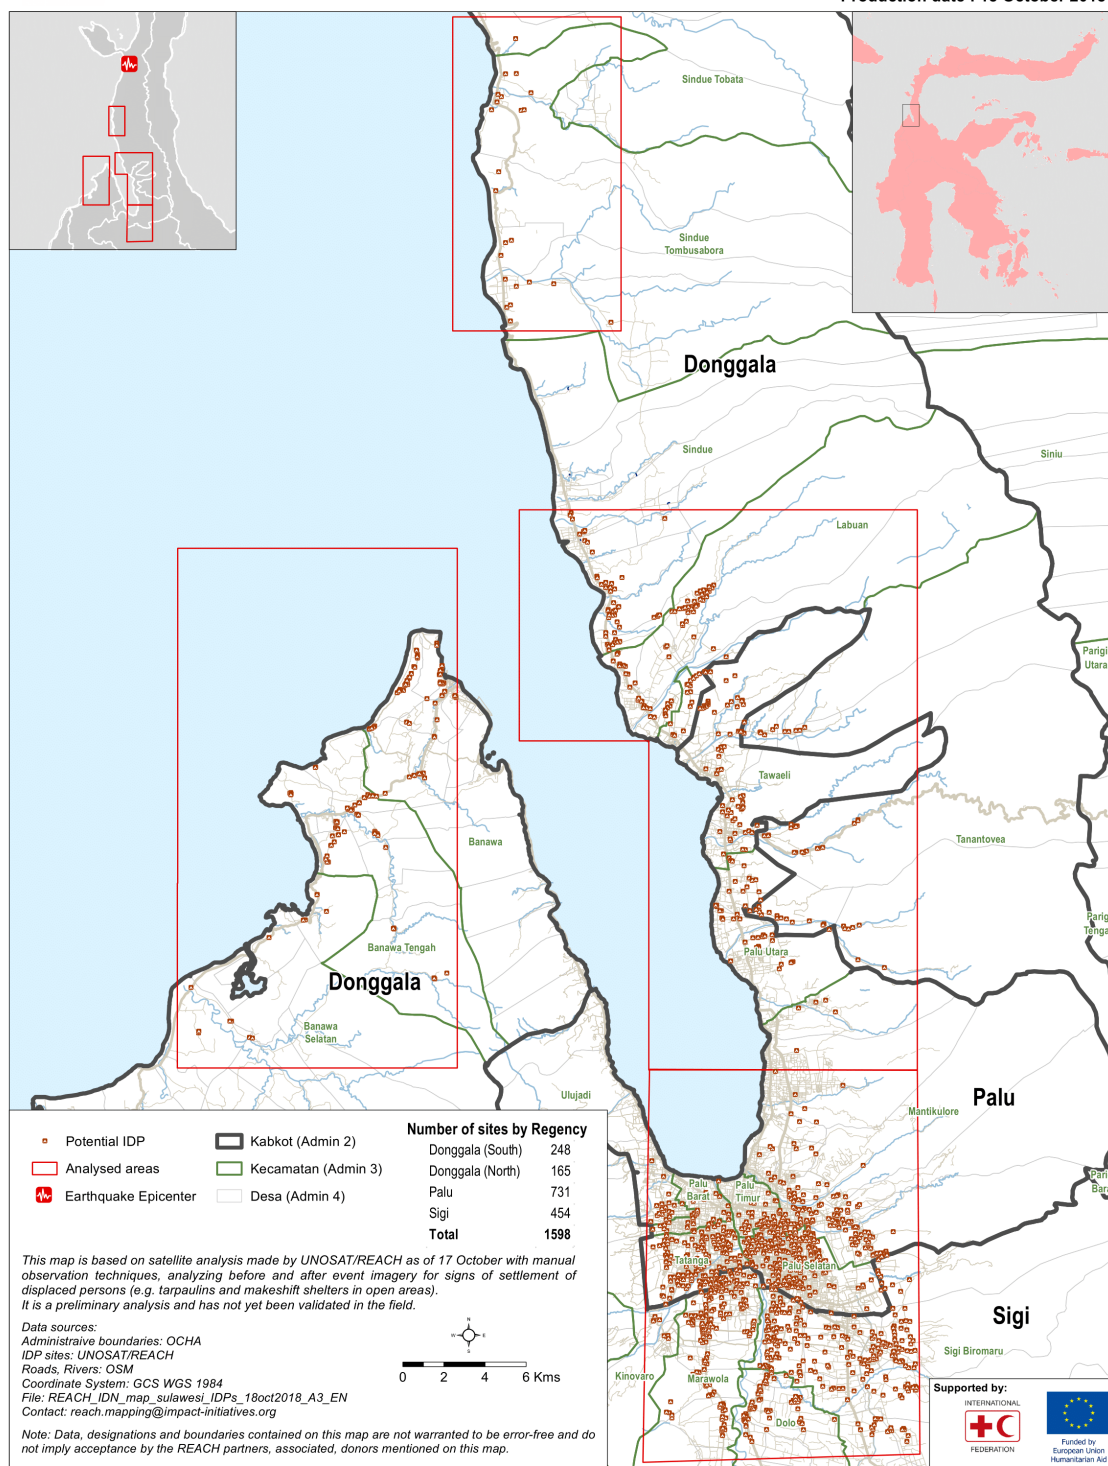 Sindue Tobata
Sindue
Tombusabora
Donggala
Sindue
Siniu
Labuan
Parigi
Utara
Tawaeli
Tanantovea
Banawa
Palu Utara
Banawa Tengah
Donggala
Banawa
Selatan
Ulujadi
Palu
Mantikulore
Palu
Barat
Palu
Timur
Tatanga
Palu Selatan
Sigi
Sigi Biromaru
Kinovaro
Marawola
Dolo
Potential IDP
Analysed areas
Earthquake Epicenter
Kabkot (Admin 2)
Kecamatan (Admin 3)
Desa (Admin 4)
Number of sites by Regency
Donggala (South) 248
Donggala (North) 165
Palu 731
Sigi 454
Total 1598
This map is based on satellite analysis made by UNOSAT/REACH as of 17 October with manual
observation techniques, analyzing before and after event imagery for signs of settlement of
displaced persons (e.g. tarpaulins and makeshift shelters in open areas).
It is a preliminary analysis and has not yet been validated in the field.
Data sources:
Administraive boundaries: OCHA
IDP sites: UNOSAT/REACH
Roads, Rivers: OSM
Coordinate System: GCS WGS 1984
File: REACH_IDN_map_sulawesi_IDPs_18oct2018_A3_EN
Contact: reach.mapping@impact-initiatives.org
N
W E
S
0 2 4 6 Kms
Note: Data, designations and boundaries contained on this map are not warranted to be error-free and do
not imply acceptance by the REACH partners, associated, donors mentioned on this map.
Supported by:
INTERNATIONAL
FEDERATION
Funded by
European Union
Humanitarian Aid